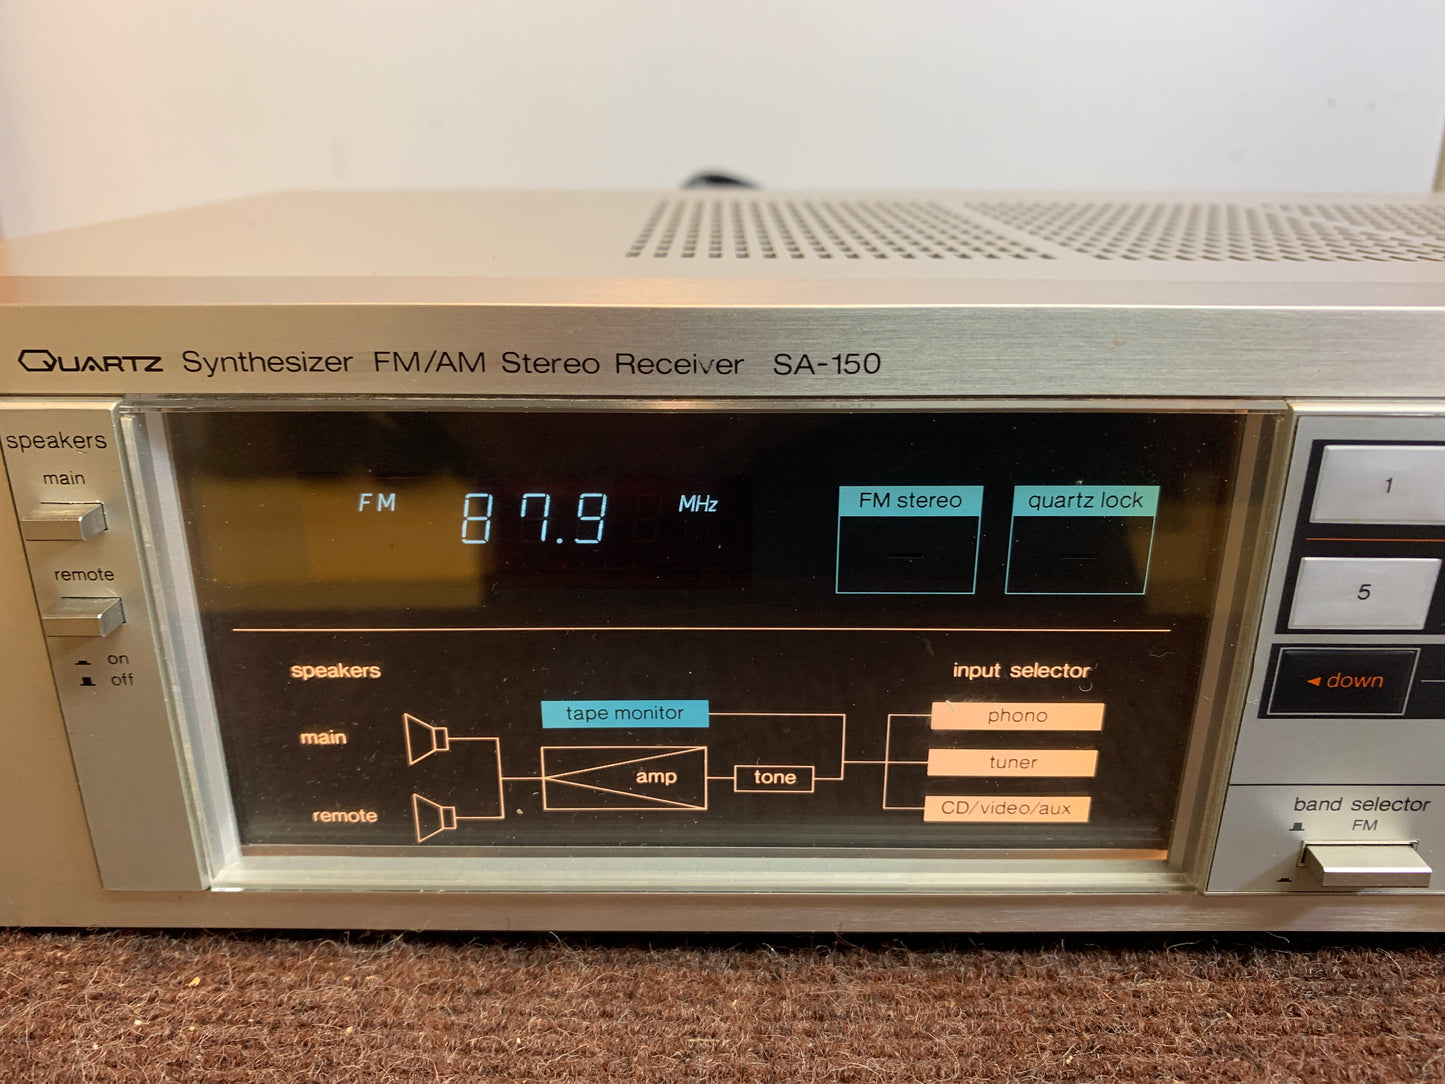 QUARTZ Synthesizer FM/AM Stereo Receiver SA-150
speakers
main
remote
on
off
FM 87.9 MHz
FM stereo
quartz lock
speakers
main
remote
tape monitor
amp
tone
input selector
phono
tuner
CD/video/aux
1
5
◄ down
band selector
FM